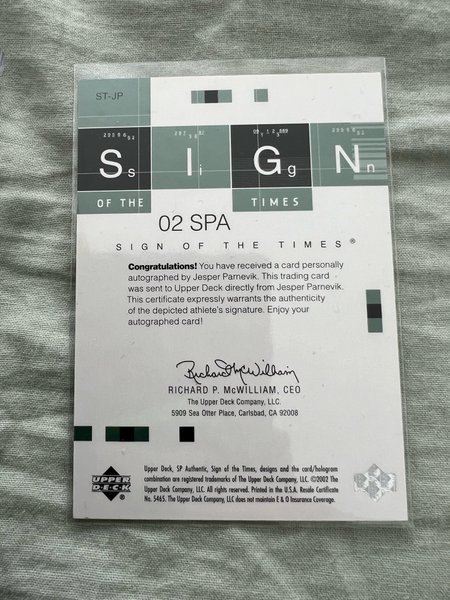 ST-JP
S s I i G g N n
OF THE TIMES
02 SPA
SIGN OF THE TIMES®
Congratulations! You have received a card personally
autographed by Jesper Parnevik. This trading card
was sent to Upper Deck directly from Jesper Parnevik.
This certificate expressly warrants the authenticity
of the depicted athlete's signature. Enjoy your
autographed card!
Richard P. McWilliam
RICHARD P. McWILLIAM, CEO
The Upper Deck Company, LLC.
5909 Sea Otter Place, Carlsbad, CA 92008
UPPER
DECK®
Upper Deck, SP Authentic, Sign of the Times, designs and the card/hologram
combination are registered trademarks of The Upper Deck Company, LLC. ©2002 The
Upper Deck Company, LLC. All rights reserved. Printed in the U.S.A. Resale Certificate
No. 5465. The Upper Deck Company, LLC does not maintain E & O Insurance Coverage.